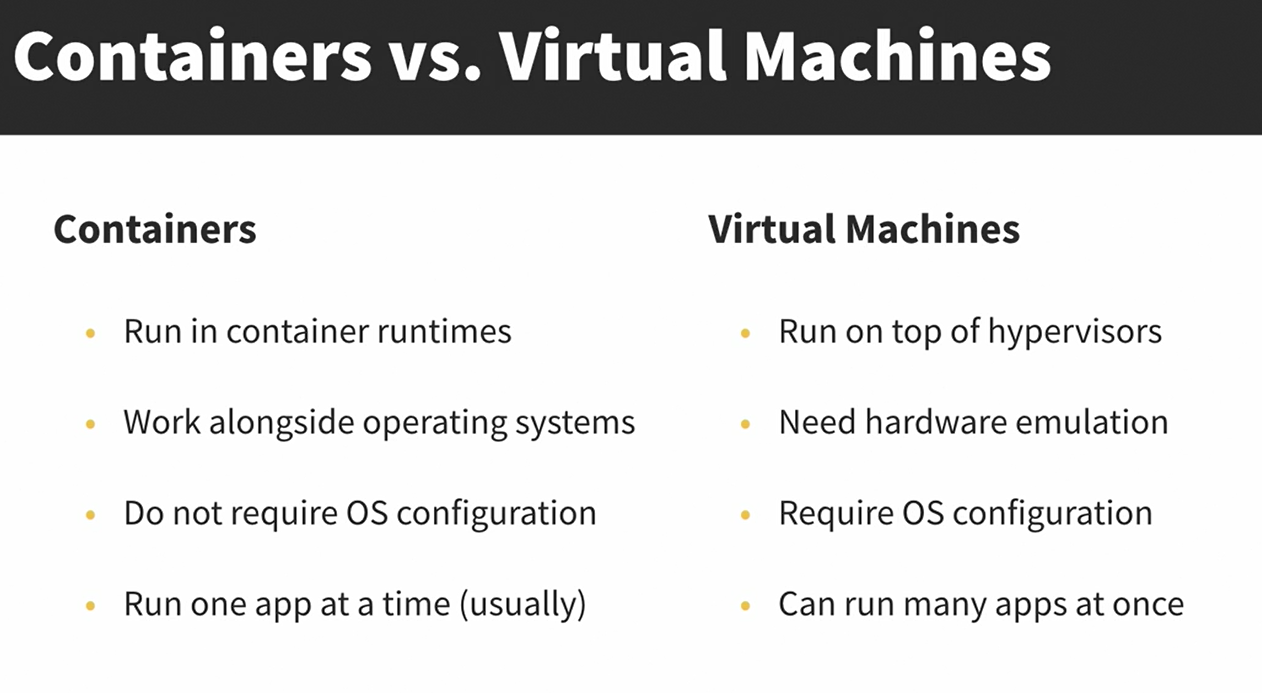 Containers vs. Virtual Machines
Containers
Run in container runtimes
Work alongside operating systems
Do not require OS configuration
Run one app at a time (usually)
Virtual Machines
Run on top of hypervisors
Need hardware emulation
Require OS configuration
Can run many apps at once